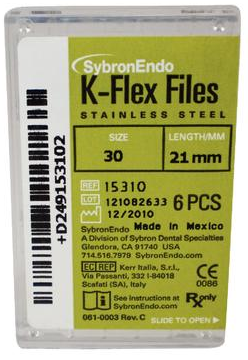 SybronEndo
K-Flex Files
STAINLESS STEEL
SIZE
30
LENGTH/MM
21 mm
REF 15310
LOT 121082633 6 PCS
12/2010
SybronEndo Made in Mexico
A Division of Sybron Dental Specialties
Glendora, CA 91740 USA
714.516.7979 SybronEndo.com
EC REP Kerr Italia, S.r.l.,
Via Passanti, 332 I-84018
Scafati (SA), Italy
CE
0086
See Instructions at
SybronEndo.com
Rx only
061-0003 Rev. C
SLIDE TO OPEN
+D249153102